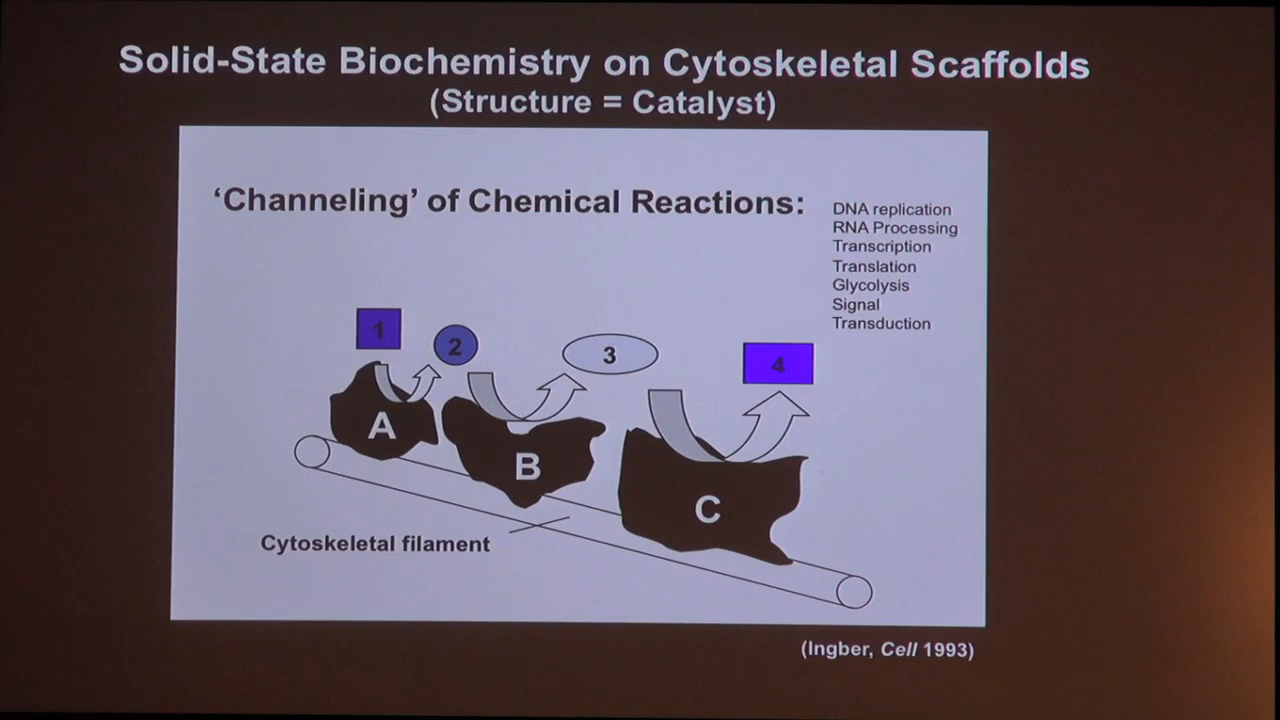 Solid-State Biochemistry on Cytoskeletal Scaffolds
(Structure = Catalyst)
‘Channeling’ of Chemical Reactions:
DNA replication
RNA Processing
Transcription
Translation
Glycolysis
Signal
Transduction
1
2
3
4
A
B
C
Cytoskeletal filament
(Ingber, Cell 1993)